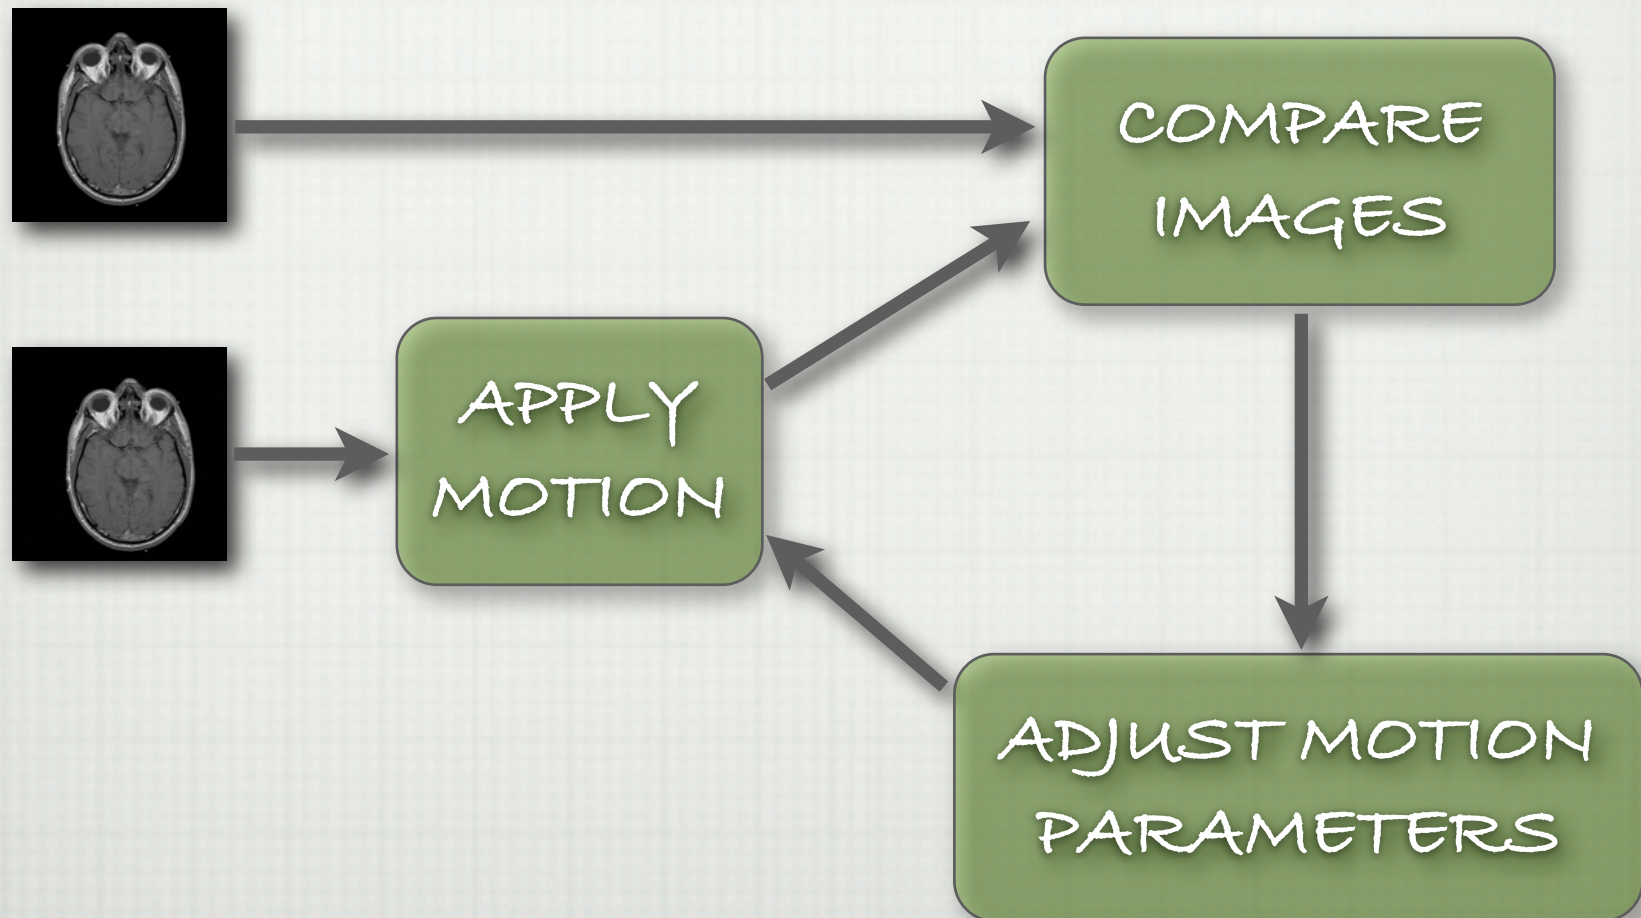 COMPARE
IMAGES
APPLY
MOTION
ADJUST MOTION
PARAMETERS